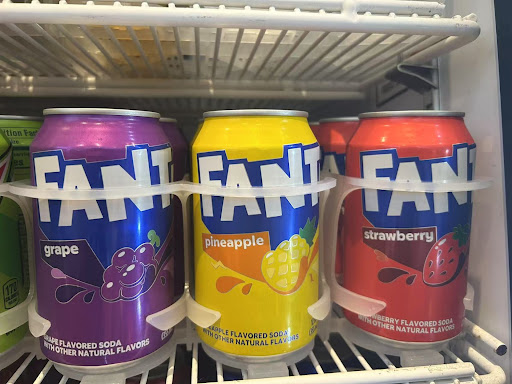 FANT
grape
GRAPE FLAVORED SODA
WITH OTHER NATURAL FLAVORS
FANT
pineapple
APPLE FLAVORED SODA
WITH OTHER NATURAL FLAVORS
FANT
strawberry
BERRY FLAVORED SODA
WITH OTHER NATURAL FLAVORS